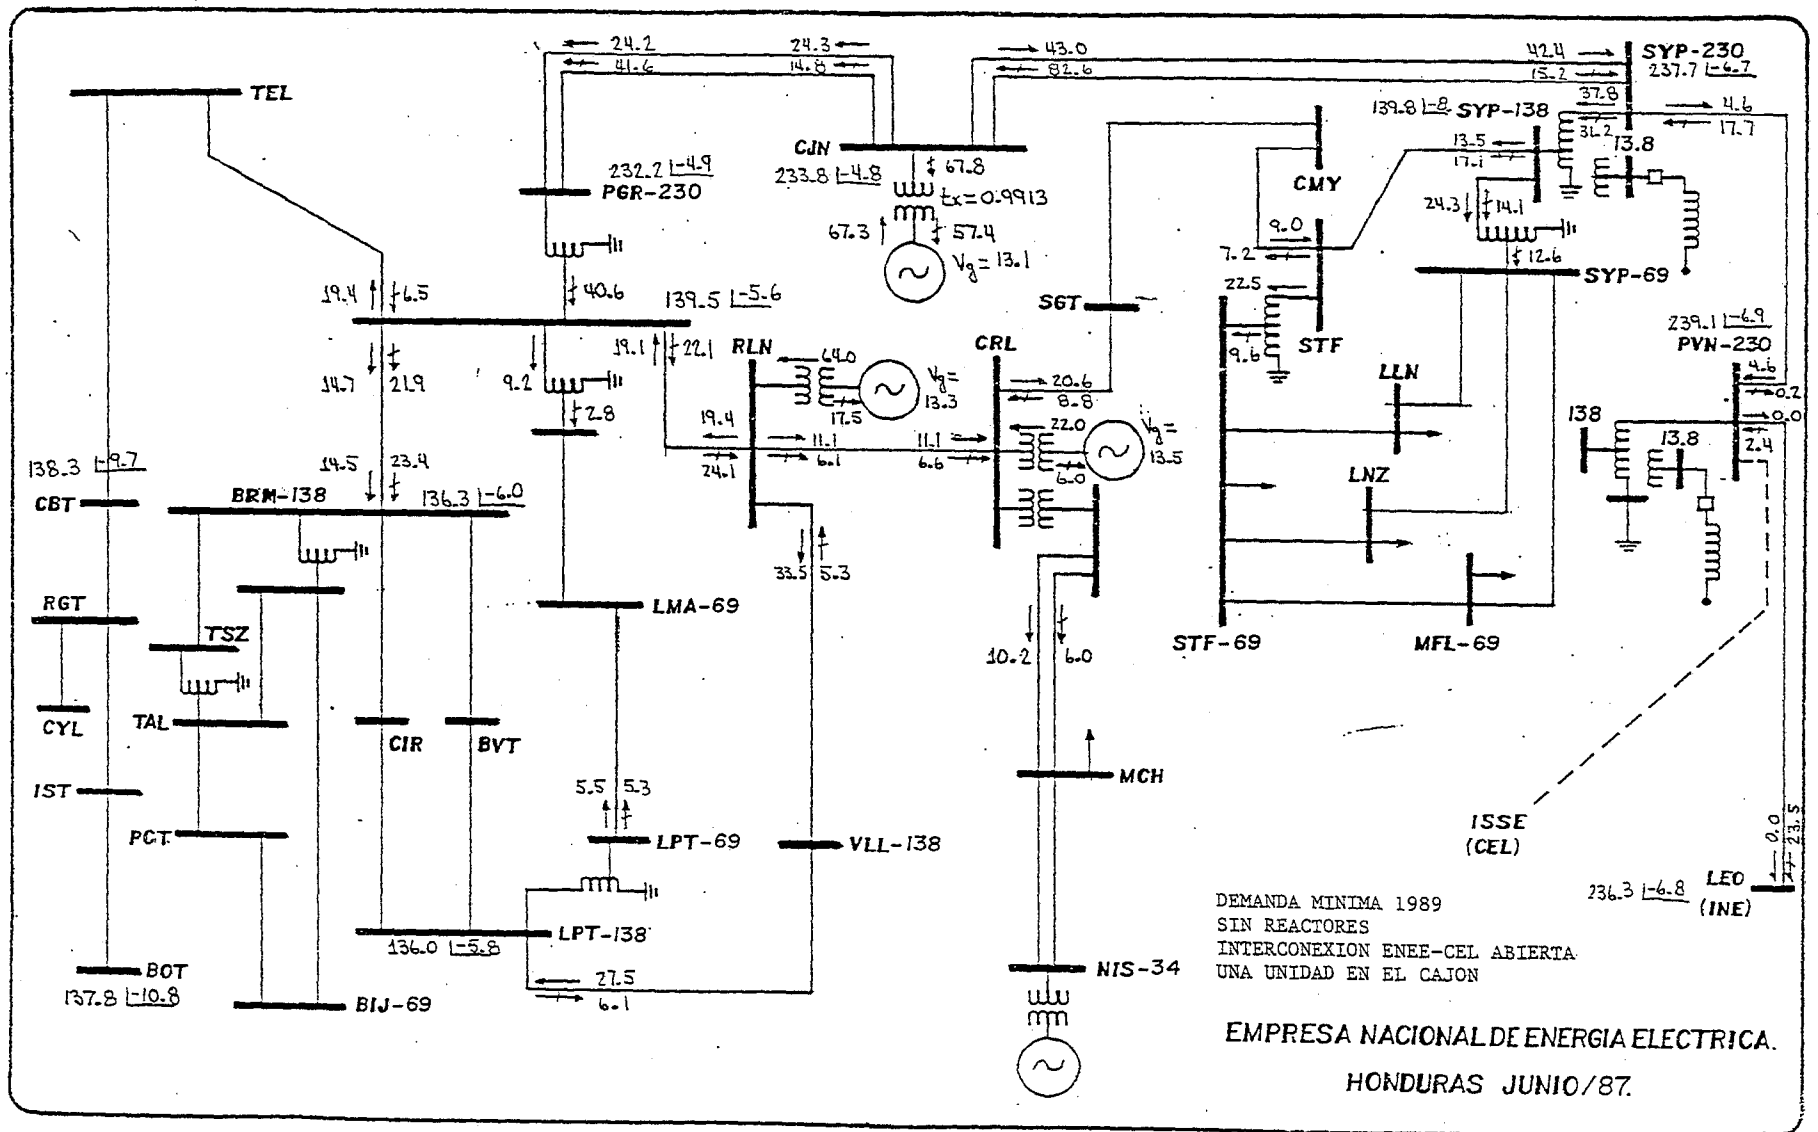 24.2
24.3
43.0
42.4
SYP-230
41.6
14.8
82.6
15.2
237.7 |-6.7
TEL
37.8
4.6
139.8 |-8
SYP-138
31.2
17.7
CJN
13.5
13.8
232.2 |-4.9
67.8
17.1
PGR-230
233.8 |-4.8
tx=0.9913
CMY
24.3
14.1
67.3
57.4
9.0
Vg=13.1
7.2
12.6
SYP-69
19.4
6.5
40.6
139.5 |-5.6
SGT
22.5
239.1 |-6.9
PVN-230
19.1
22.1
RLN
CRL
9.6
STF
14.7
21.9
9.2
64.0
Vg=
13.3
20.6
8.8
LLN
4.6
0.2
2.8
17.5
22.0
Vg=
13.5
138
0.0
19.4
11.1
11.1
13.8
2.4
138.3 |-9.7
24.1
6.1
6.6
6.0
14.5
23.4
LNZ
CBT
BRM-138
136.3 |-6.0
33.5
5.3
RGT
LMA-69
TSZ
10.2
6.0
STF-69
MFL-69
CYL
TAL
CIR
BVT
MCH
IST
5.5
5.3
PGT
LPT-69
VLL-138
ISSE
(CEL)
0.0
23.5
LEO
(INE)
236.3 |-6.8
136.0 |-5.8
LPT-138
BOT
137.8 |-10.8
27.5
6.1
NIS-34
BIJ-69
DEMANDA MINIMA 1989
SIN REACTORES
INTERCONEXION ENEE-CEL ABIERTA
UNA UNIDAD EN EL CAJON
EMPRESA NACIONAL DE ENERGIA ELECTRICA.
HONDURAS JUNIO/87.